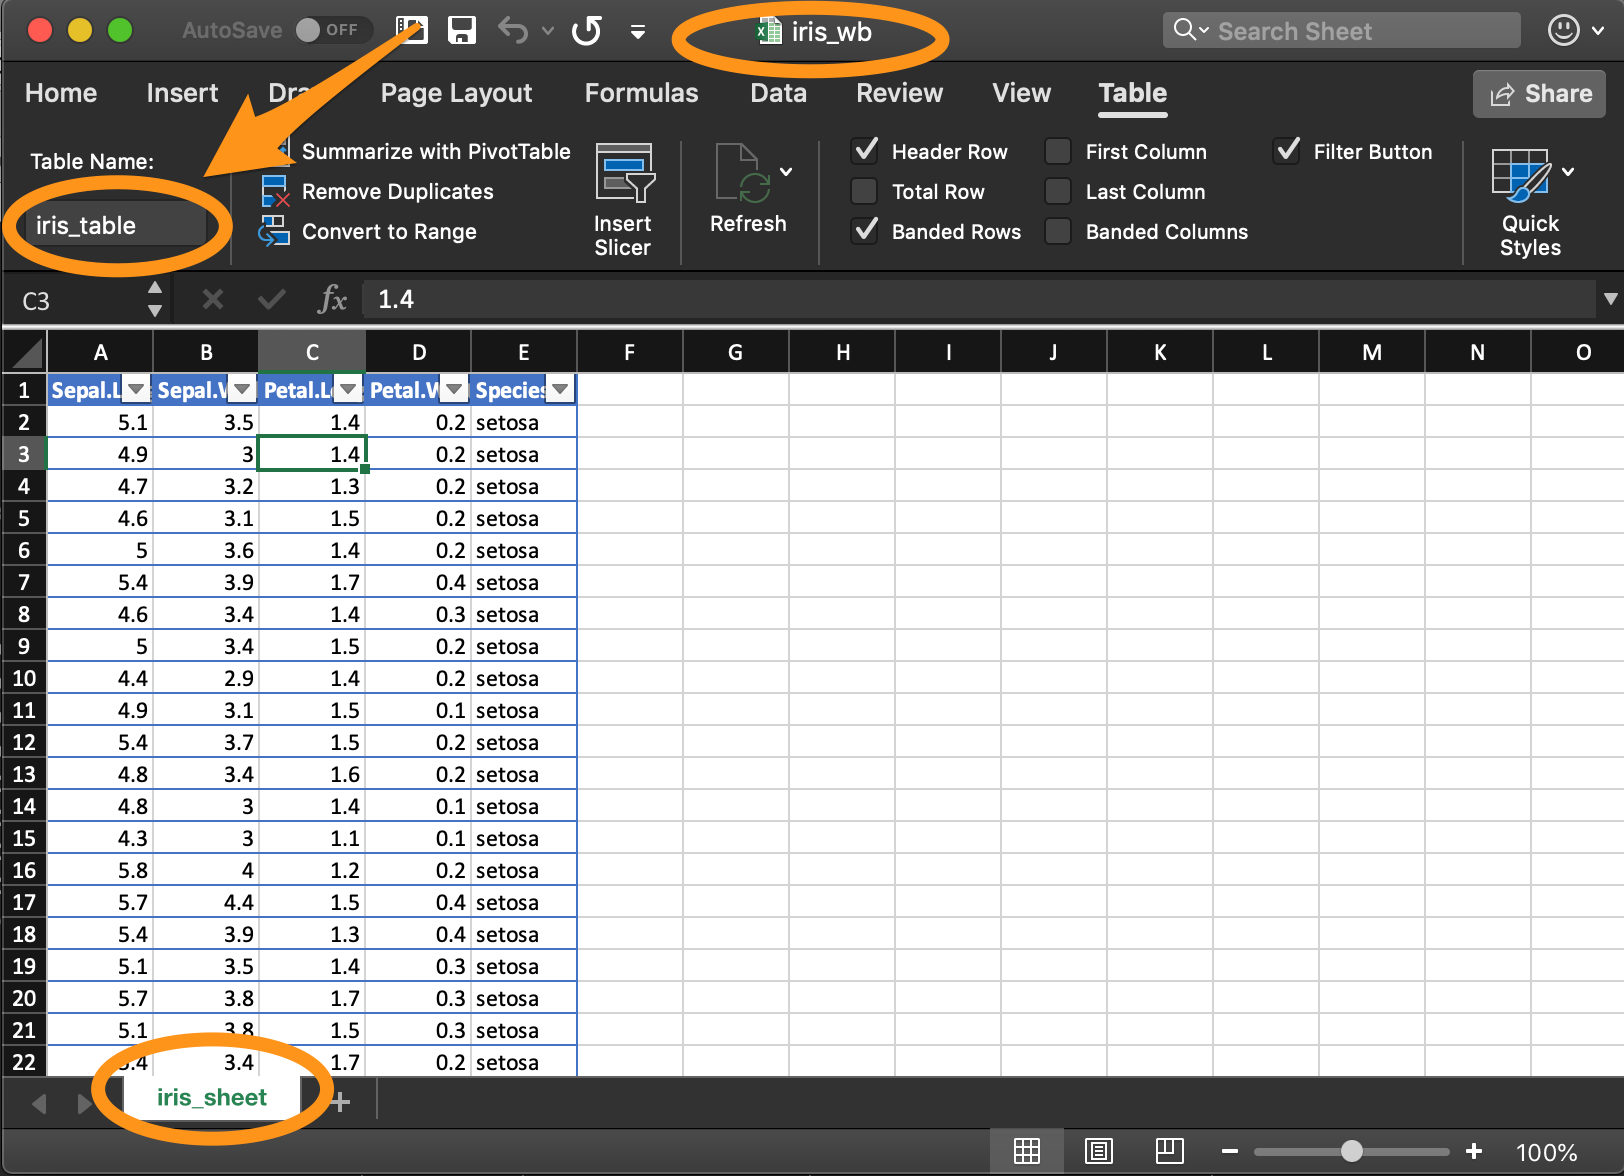 AutoSave OFF iris_wb Search Sheet
Home Insert Dra Page Layout Formulas Data Review View Table Share
Table Name:
iris_table
Summarize with PivotTable
Remove Duplicates
Convert to Range
Insert
Slicer
Refresh
Header Row First Column Filter Button
Total Row Last Column
Banded Rows Banded Columns
Quick
Styles
C3 fx 1.4
A B C D E F G H I J K L M N O
1 Sepal.L Sepal.W Petal.L Petal.W Species
2 5.1 3.5 1.4 0.2 setosa
3 4.9 3 1.4 0.2 setosa
4 4.7 3.2 1.3 0.2 setosa
5 4.6 3.1 1.5 0.2 setosa
6 5 3.6 1.4 0.2 setosa
7 5.4 3.9 1.7 0.4 setosa
8 4.6 3.4 1.4 0.3 setosa
9 5 3.4 1.5 0.2 setosa
10 4.4 2.9 1.4 0.2 setosa
11 4.9 3.1 1.5 0.1 setosa
12 5.4 3.7 1.5 0.2 setosa
13 4.8 3.4 1.6 0.2 setosa
14 4.8 3 1.4 0.1 setosa
15 4.3 3 1.1 0.1 setosa
16 5.8 4 1.2 0.2 setosa
17 5.7 4.4 1.5 0.4 setosa
18 5.4 3.9 1.3 0.4 setosa
19 5.1 3.5 1.4 0.3 setosa
20 5.7 3.8 1.7 0.3 setosa
21 5.1 3.8 1.5 0.3 setosa
22 5.4 3.4 1.7 0.2 setosa
iris_sheet
100%